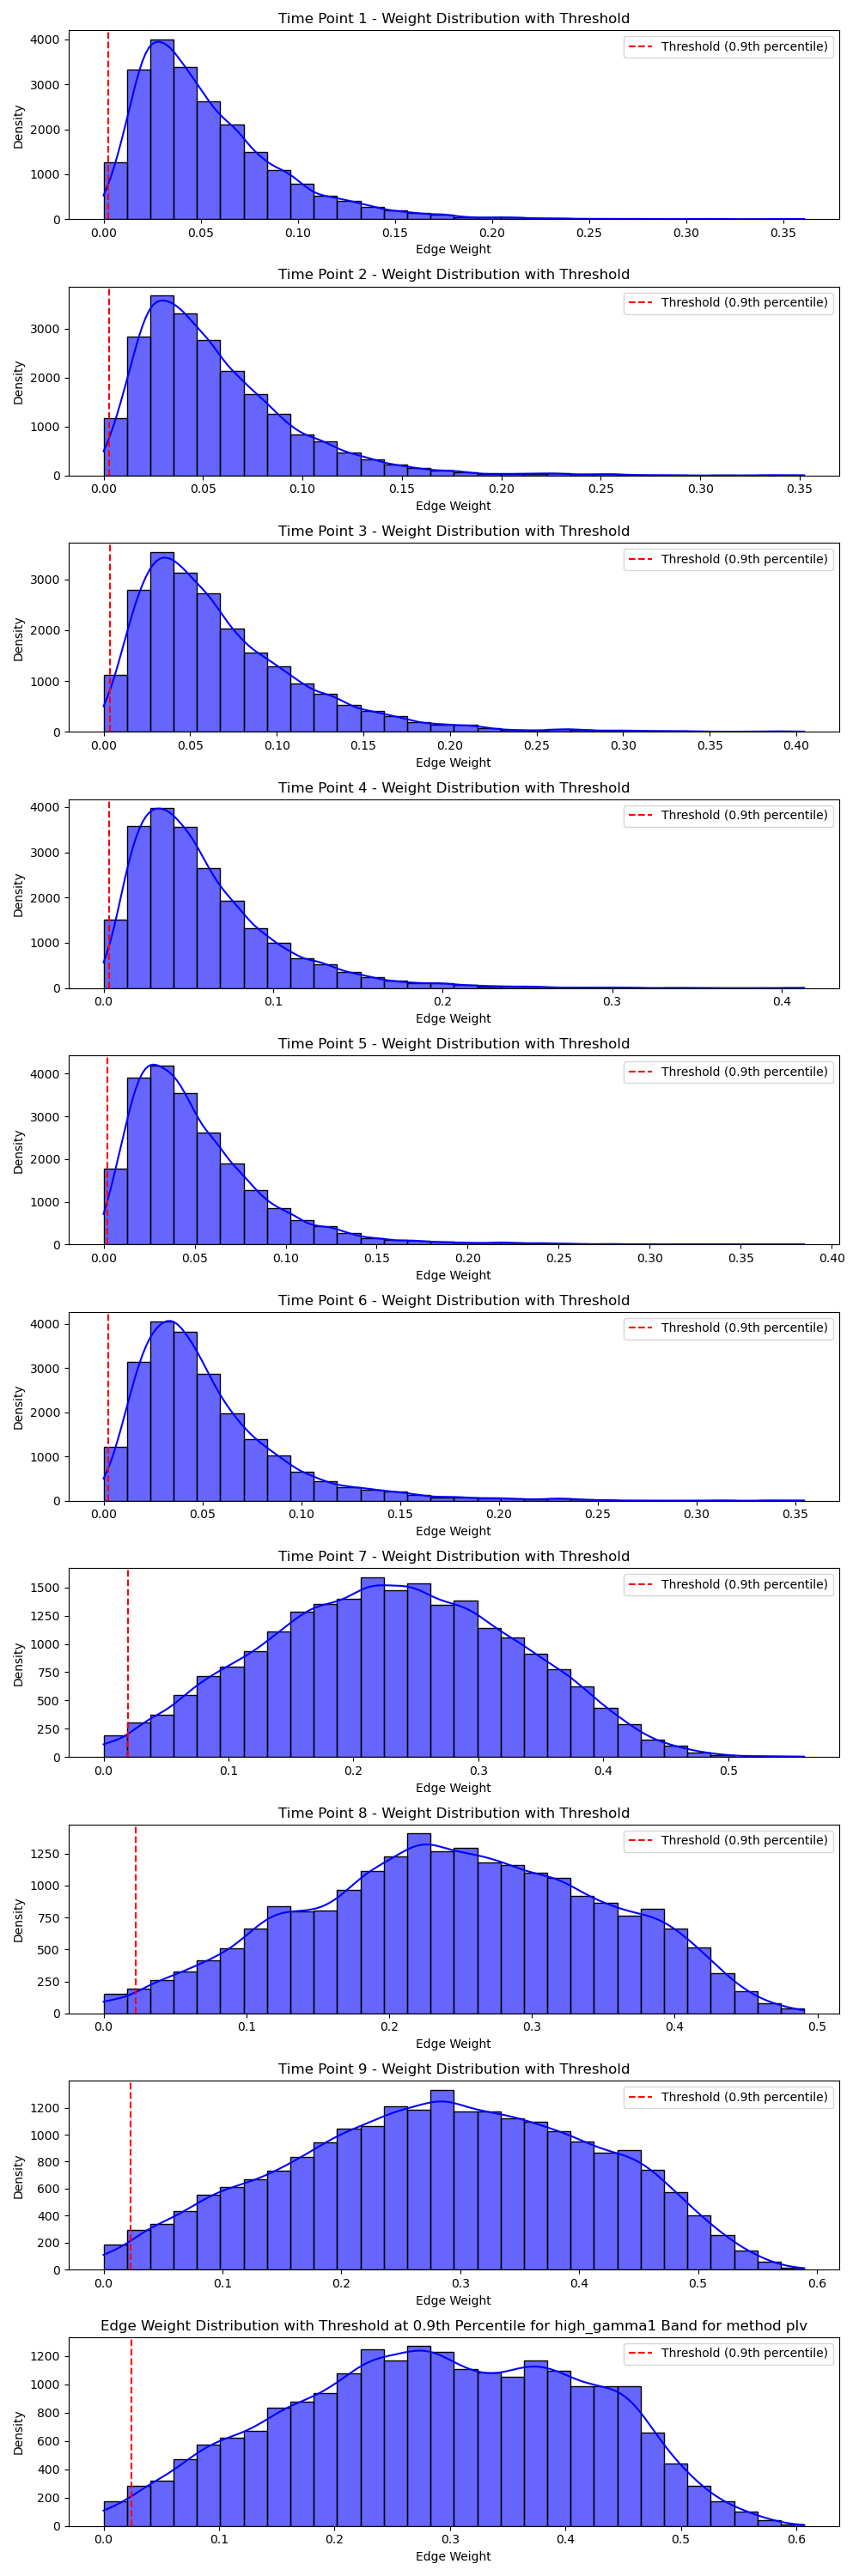 Time Point 1 - Weight Distribution with Threshold
Threshold (0.9th percentile)
Density
4000
3000
2000
1000
0
0.00 0.05 0.10 0.15 0.20 0.25 0.30 0.35
Edge Weight
Time Point 2 - Weight Distribution with Threshold
Threshold (0.9th percentile)
Density
3000
2000
1000
0
0.00 0.05 0.10 0.15 0.20 0.25 0.30 0.35
Edge Weight
Time Point 3 - Weight Distribution with Threshold
Threshold (0.9th percentile)
Density
3000
2000
1000
0
0.00 0.05 0.10 0.15 0.20 0.25 0.30 0.35 0.40
Edge Weight
Time Point 4 - Weight Distribution with Threshold
Threshold (0.9th percentile)
Density
4000
3000
2000
1000
0
0.0 0.1 0.2 0.3 0.4
Edge Weight
Time Point 5 - Weight Distribution with Threshold
Threshold (0.9th percentile)
Density
4000
3000
2000
1000
0
0.00 0.05 0.10 0.15 0.20 0.25 0.30 0.35 0.40
Edge Weight
Time Point 6 - Weight Distribution with Threshold
Threshold (0.9th percentile)
Density
4000
3000
2000
1000
0
0.00 0.05 0.10 0.15 0.20 0.25 0.30 0.35
Edge Weight
Time Point 7 - Weight Distribution with Threshold
Threshold (0.9th percentile)
Density
1500
1250
1000
750
500
250
0
0.0 0.1 0.2 0.3 0.4 0.5
Edge Weight
Time Point 8 - Weight Distribution with Threshold
Threshold (0.9th percentile)
Density
1250
1000
750
500
250
0
0.0 0.1 0.2 0.3 0.4 0.5
Edge Weight
Time Point 9 - Weight Distribution with Threshold
Threshold (0.9th percentile)
Density
1200
1000
800
600
400
200
0
0.0 0.1 0.2 0.3 0.4 0.5 0.6
Edge Weight
Edge Weight Distribution with Threshold at 0.9th Percentile for high_gamma1 Band for method plv
Threshold (0.9th percentile)
Density
1200
1000
800
600
400
200
0
0.0 0.1 0.2 0.3 0.4 0.5 0.6
Edge Weight